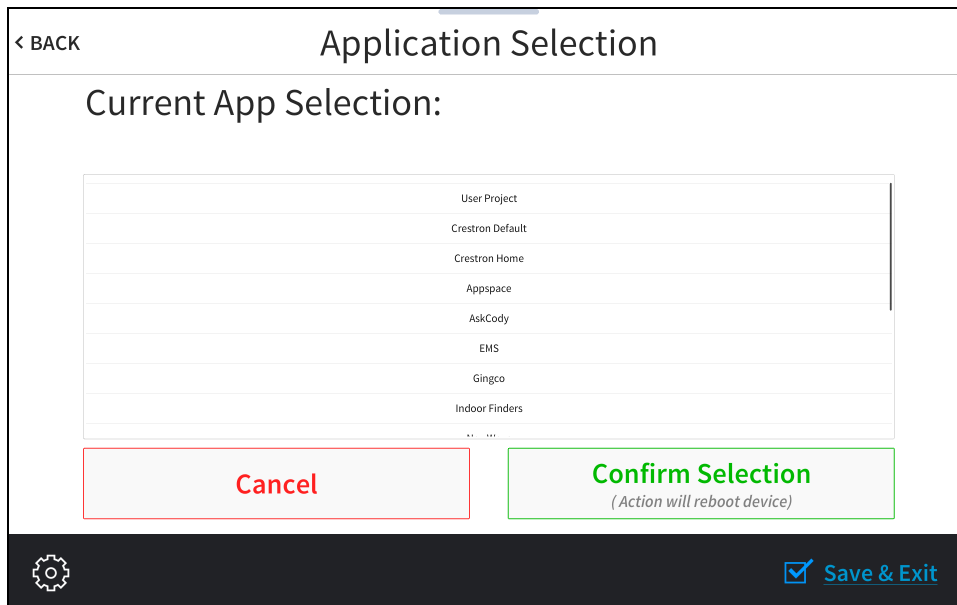 < BACK
Application Selection
Current App Selection:
User Project
Crestron Default
Crestron Home
Appspace
AskCody
EMS
Gingco
Indoor Finders
Cancel
Confirm Selection
( Action will reboot device)
Save & Exit